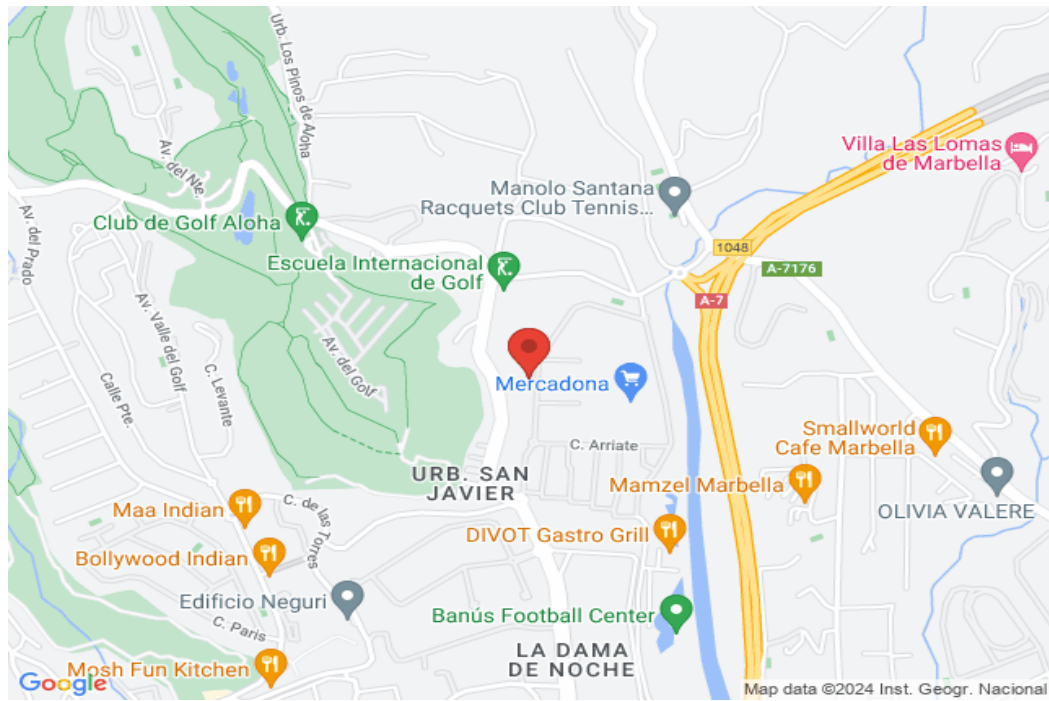 Urb. Los Pinos de Aloha
Villa Las Lomas
de Marbella
Av. del Nte.
Manolo Santana
Racquets Club Tennis...
Club de Golf Aloha
Av. del Prado
1048
Escuela Internacional
de Golf
A-7176
A-7
Av. Valle del Golf
Av. del Golf
C. Levante
Calle Pte.
Mercadona
Smallworld
Cafe Marbella
C. Arriate
URB. SAN
JAVIER
Mamzel Marbella
Maa Indian
C. de las Torres
OLIVIA VALERE
DIVOT Gastro Grill
Bollywood Indian
Edificio Neguri
Banús Football Center
C. Paris
LA DAMA
DE NOCHE
Mosh Fun Kitchen
Google
Map data ©2024 Inst. Geogr. Nacional